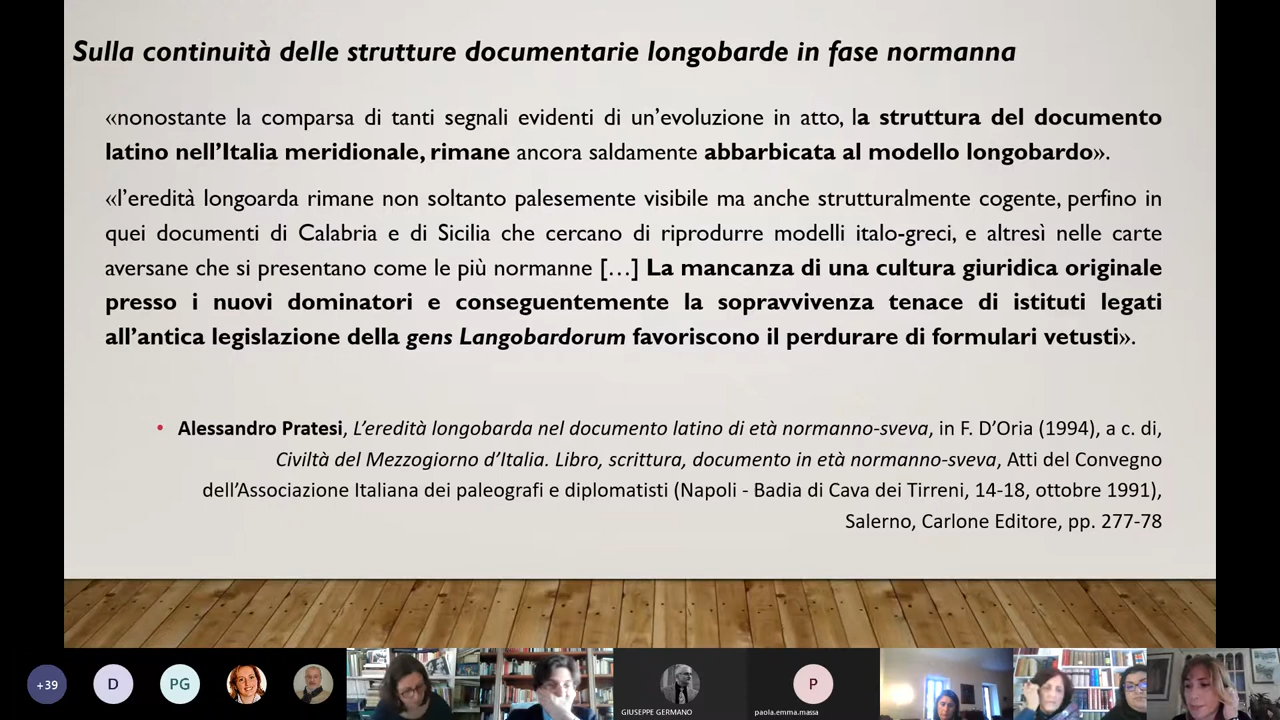 Sulla continuità delle strutture documentarie longobarde in fase normanna
«nonostante la comparsa di tanti segnali evidenti di un’evoluzione in atto, la struttura del documento
latino nell’Italia meridionale, rimane ancora saldamente abbarbicata al modello longobardo».
«l’eredità longoarda rimane non soltanto palesemente visibile ma anche strutturalmente cogente, perfino in
quei documenti di Calabria e di Sicilia che cercano di riprodurre modelli italo-greci, e altresì nelle carte
aversane che si presentano come le più normanne […] La mancanza di una cultura giuridica originale
presso i nuovi dominatori e conseguentemente la sopravvivenza tenace di istituti legati
all’antica legislazione della gens Langobardorum favoriscono il perdurare di formulari vetusti».
• Alessandro Pratesi, L’eredità longobarda nel documento latino di età normanno-sveva, in F. D’Oria (1994), a c. di,
Civiltà del Mezzogiorno d’Italia. Libro, scrittura, documento in età normanno-sveva, Atti del Convegno
dell’Associazione Italiana dei paleografi e diplomatisti (Napoli - Badia di Cava dei Tirreni, 14-18, ottobre 1991),
Salerno, Carlone Editore, pp. 277-78
+39 D PG P
GIUSEPPE GERMANO paola.emma.massa